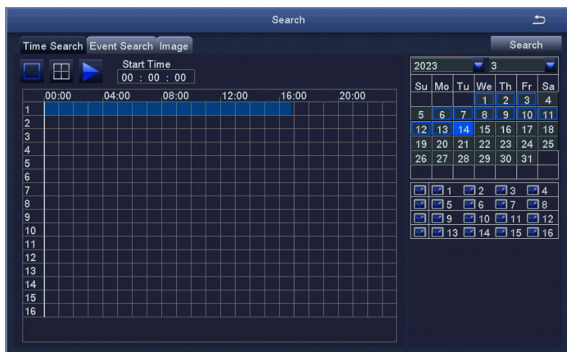 Search
Time Search Event Search Image Search
Start Time
00 : 00 : 00
2023 3
Su Mo Tu We Th Fr Sa
1 2 3 4
5 6 7 8 9 10 11
12 13 14 15 16 17 18
19 20 21 22 23 24 25
26 27 28 29 30 31
00:00 04:00 08:00 12:00 16:00 20:00
1
2
3
4
5
6
7
8
9
10
11
12
13
14
15
16
1 2 3 4
5 6 7 8
9 10 11 12
13 14 15 16